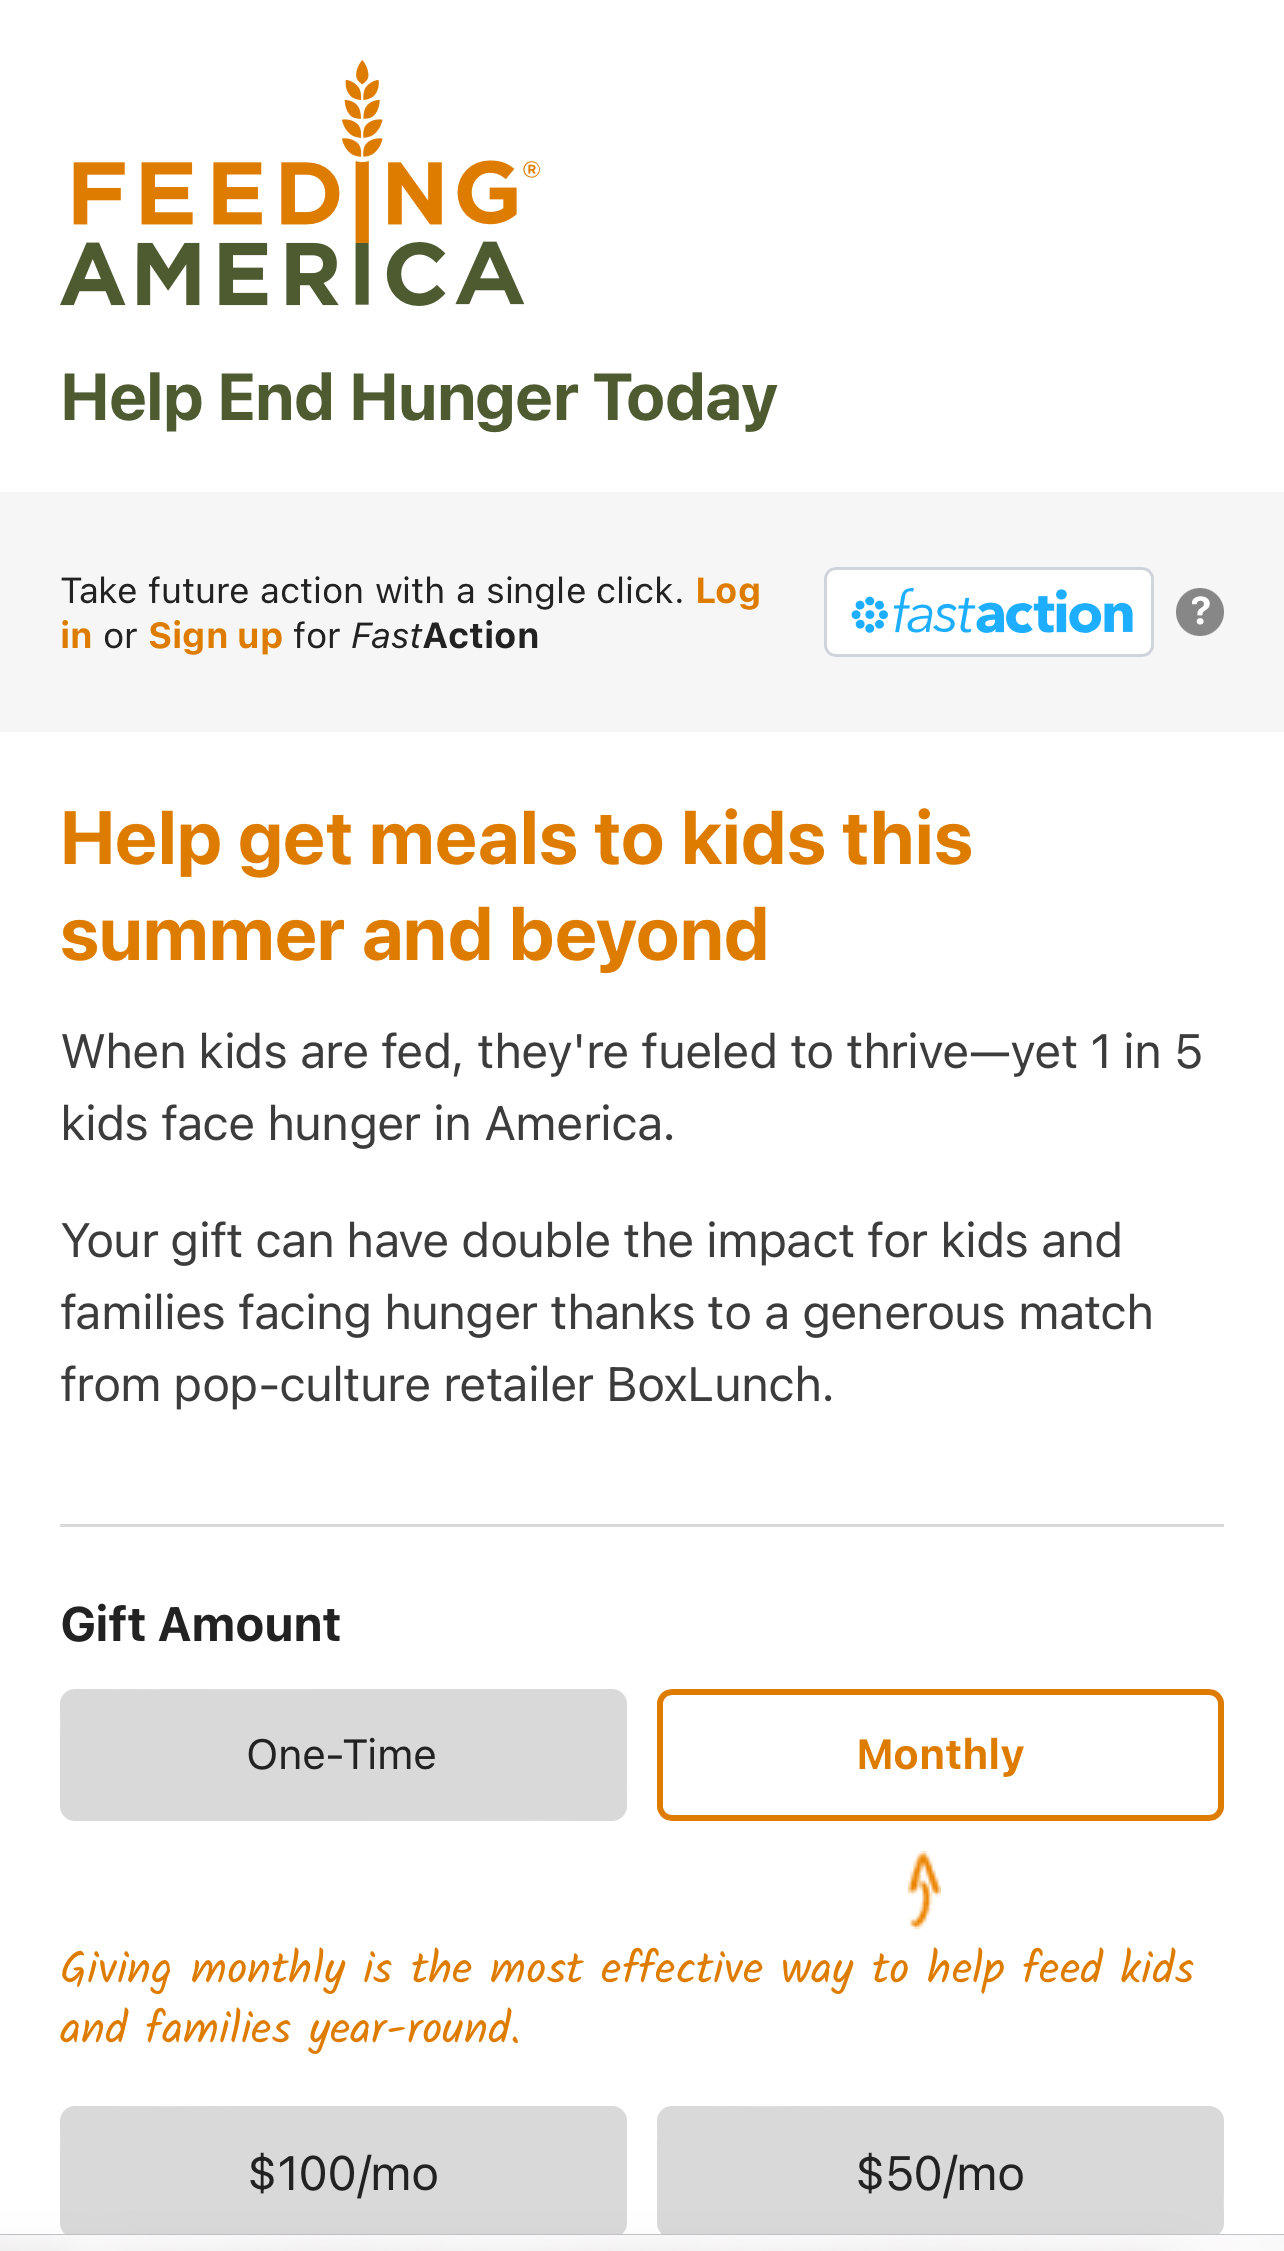 FEEDING®
AMERICA
Help End Hunger Today
Take future action with a single click. Log
in or Sign up for FastAction
fastaction
?
Help get meals to kids this
summer and beyond
When kids are fed, they're fueled to thrive—yet 1 in 5
kids face hunger in America.
Your gift can have double the impact for kids and
families facing hunger thanks to a generous match
from pop-culture retailer BoxLunch.
Gift Amount
One-Time
Monthly
Giving monthly is the most effective way to help feed kids
and families year-round.
$100/mo
$50/mo